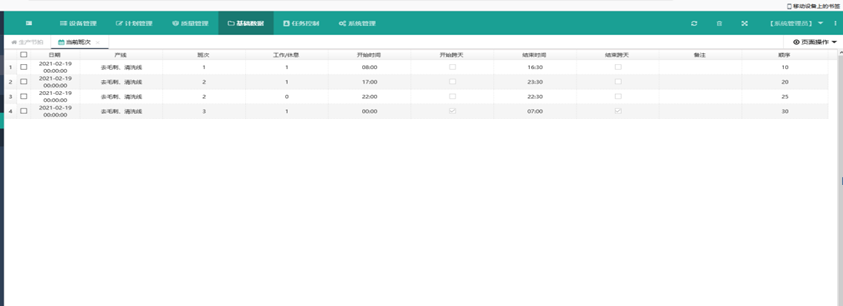 移动设备上的书签
设备管理 计划管理 质量管理 基础数据 任务控制 系统管理 【系统管理员】
生产节拍 当前班次 页面操作
日期 产线 班次 工作/休息 开始时间 开始跨天 结束时间 结束跨天 备注 顺序
1 2021-02-19 00:00:00 去毛刺、清洗线 1 1 08:00 16:30 10
2 2021-02-19 00:00:00 去毛刺、清洗线 2 1 17:00 23:30 20
3 2021-02-19 00:00:00 去毛刺、清洗线 2 0 22:00 22:30 25
4 2021-02-19 00:00:00 去毛刺、清洗线 3 1 00:00 07:00 30